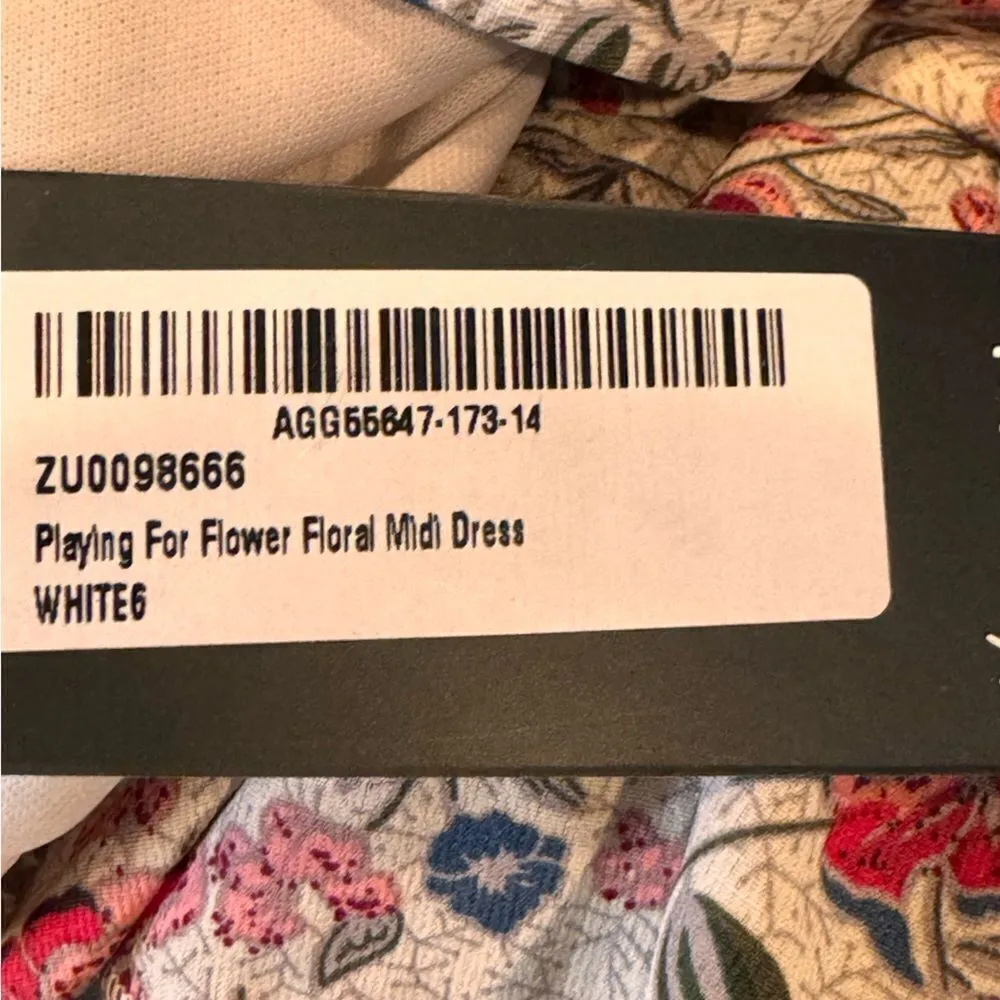 AGG55647-173-14
ZU0098666
Playing For Flower Floral Midi Dress
WHITE6